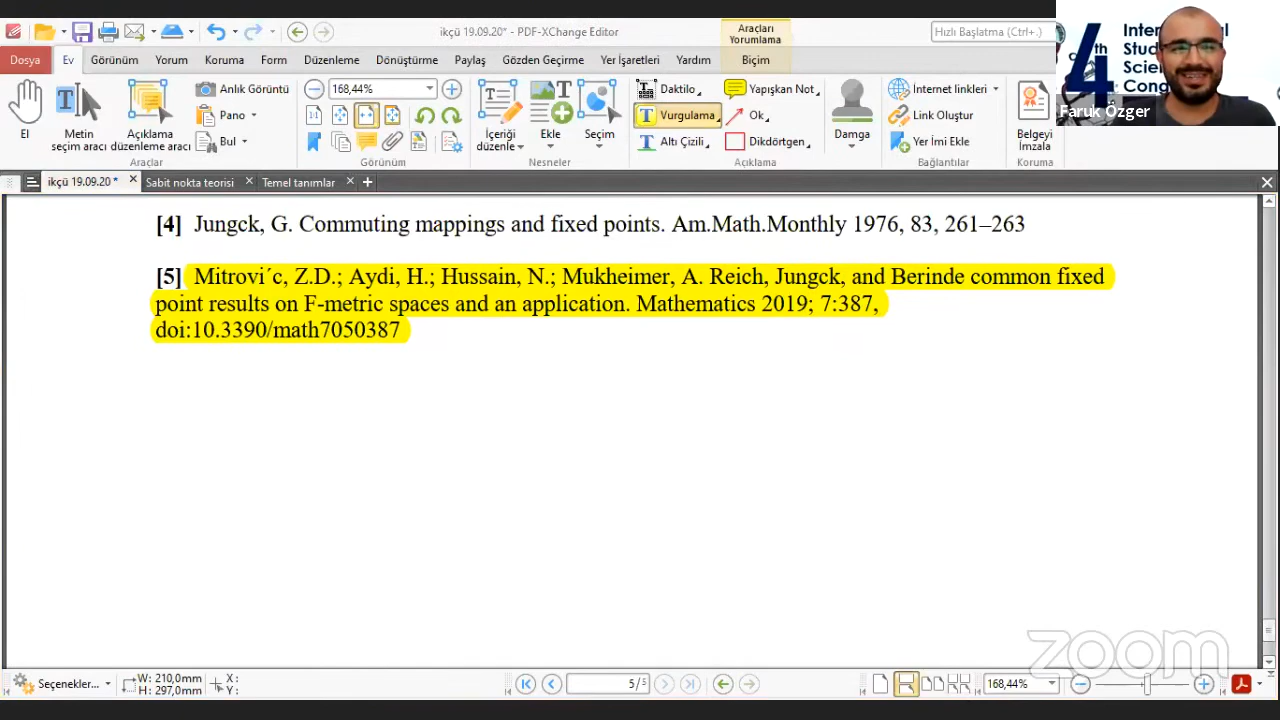 ikçü 19.09.20* - PDF-XChange Editor
Araçları
Yorumlama
Hızlı Başlatma (Ctrl+.)
Dosya Ev Görünüm Yorum Koruma Form Düzenleme Dönüştürme Paylaş Gözden Geçirme Yer İşaretleri Yardım Biçim
El
Metin
seçim aracı
Açıklama
düzenleme aracı
Anlık Görüntü
Pano
Bul
Araçlar
168,44%
Görünüm
İçeriği
düzenle
Ekle
Seçim
Nesneler
Daktilo
Vurgulama
Altı Çizili
Yapışkan Not
Ok
Dikdörtgen
Açıklama
Damga
Internet linkleri
Link Oluştur
Yer İmi Ekle
Bağlantılar
Belgeyi
İmzala
Koruma
4
th
Faruk Özger
ikçü 19.09.20 * Sabit nokta teorisi Temel tanımlar
[4] Jungck, G. Commuting mappings and fixed points. Am.Math.Monthly 1976, 83, 261–263
[5] Mitrovi´c, Z.D.; Aydi, H.; Hussain, N.; Mukheimer, A. Reich, Jungck, and Berinde common fixed
point results on F-metric spaces and an application. Mathematics 2019; 7:387,
doi:10.3390/math7050387
zoom
Seçenekler...
W: 210,0mm
H: 297,0mm
X:
Y:
5/5
168,44%